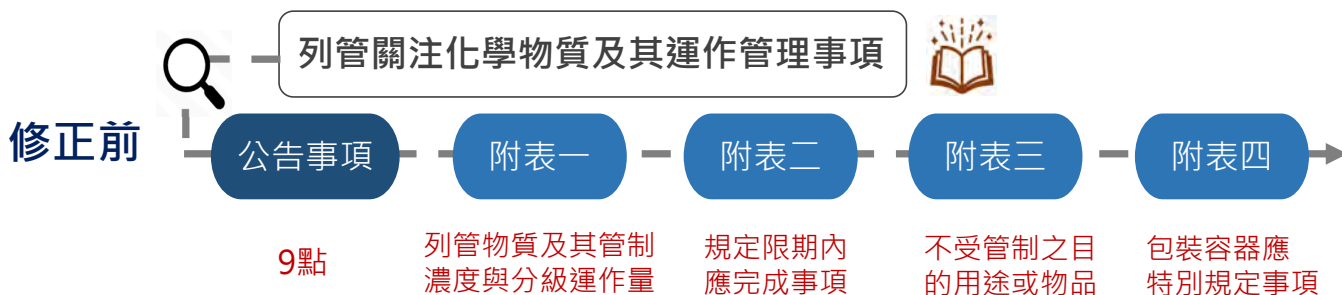 列管關注化學物質及其運作管理事項
修正前
公告事項
附表一
附表二
附表三
附表四
9點
列管物質及其管制
濃度與分級運作量
規定限期內
應完成事項
不受管制之目
的用途或物品
包裝容器應
特別規定事項